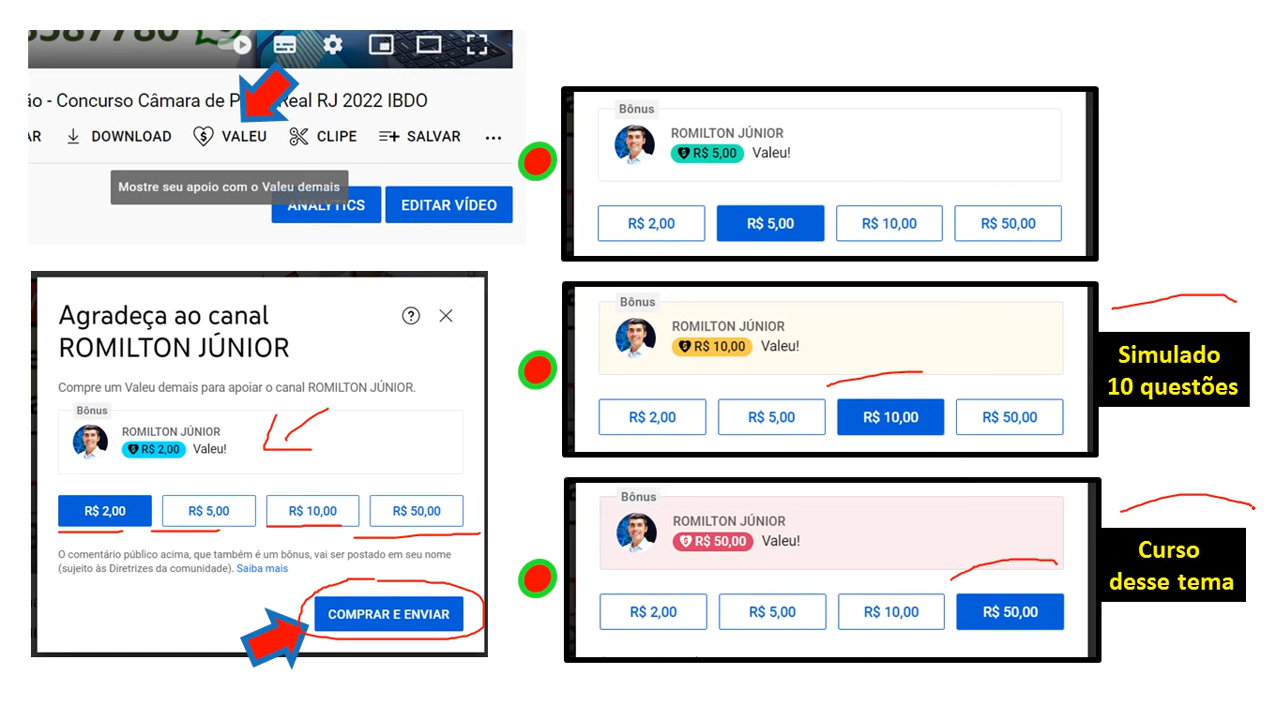 ão - Concurso Câmara de P Real RJ 2022 IBDO
AR DOWNLOAD VALEU CLIPE SALVAR ...
Mostre seu apoio com o Valeu demais
ANALYTICS EDITAR VÍDEO
Agradeça ao canal
ROMILTON JÚNIOR
Compre um Valeu demais para apoiar o canal ROMILTON JÚNIOR.
Bônus
ROMILTON JÚNIOR
R$ 2,00 Valeu!
R$ 2,00 R$ 5,00 R$ 10,00 R$ 50,00
O comentário público acima, que também é um bônus, vai ser postado em seu nome
(sujeito às Diretrizes da comunidade). Saiba mais
COMPRAR E ENVIAR
Bônus
ROMILTON JÚNIOR
R$ 5,00 Valeu!
R$ 2,00 R$ 5,00 R$ 10,00 R$ 50,00
Bônus
ROMILTON JÚNIOR
R$ 10,00 Valeu!
R$ 2,00 R$ 5,00 R$ 10,00 R$ 50,00
Simulado
10 questões
Bônus
ROMILTON JÚNIOR
R$ 50,00 Valeu!
R$ 2,00 R$ 5,00 R$ 10,00 R$ 50,00
Curso
desse tema